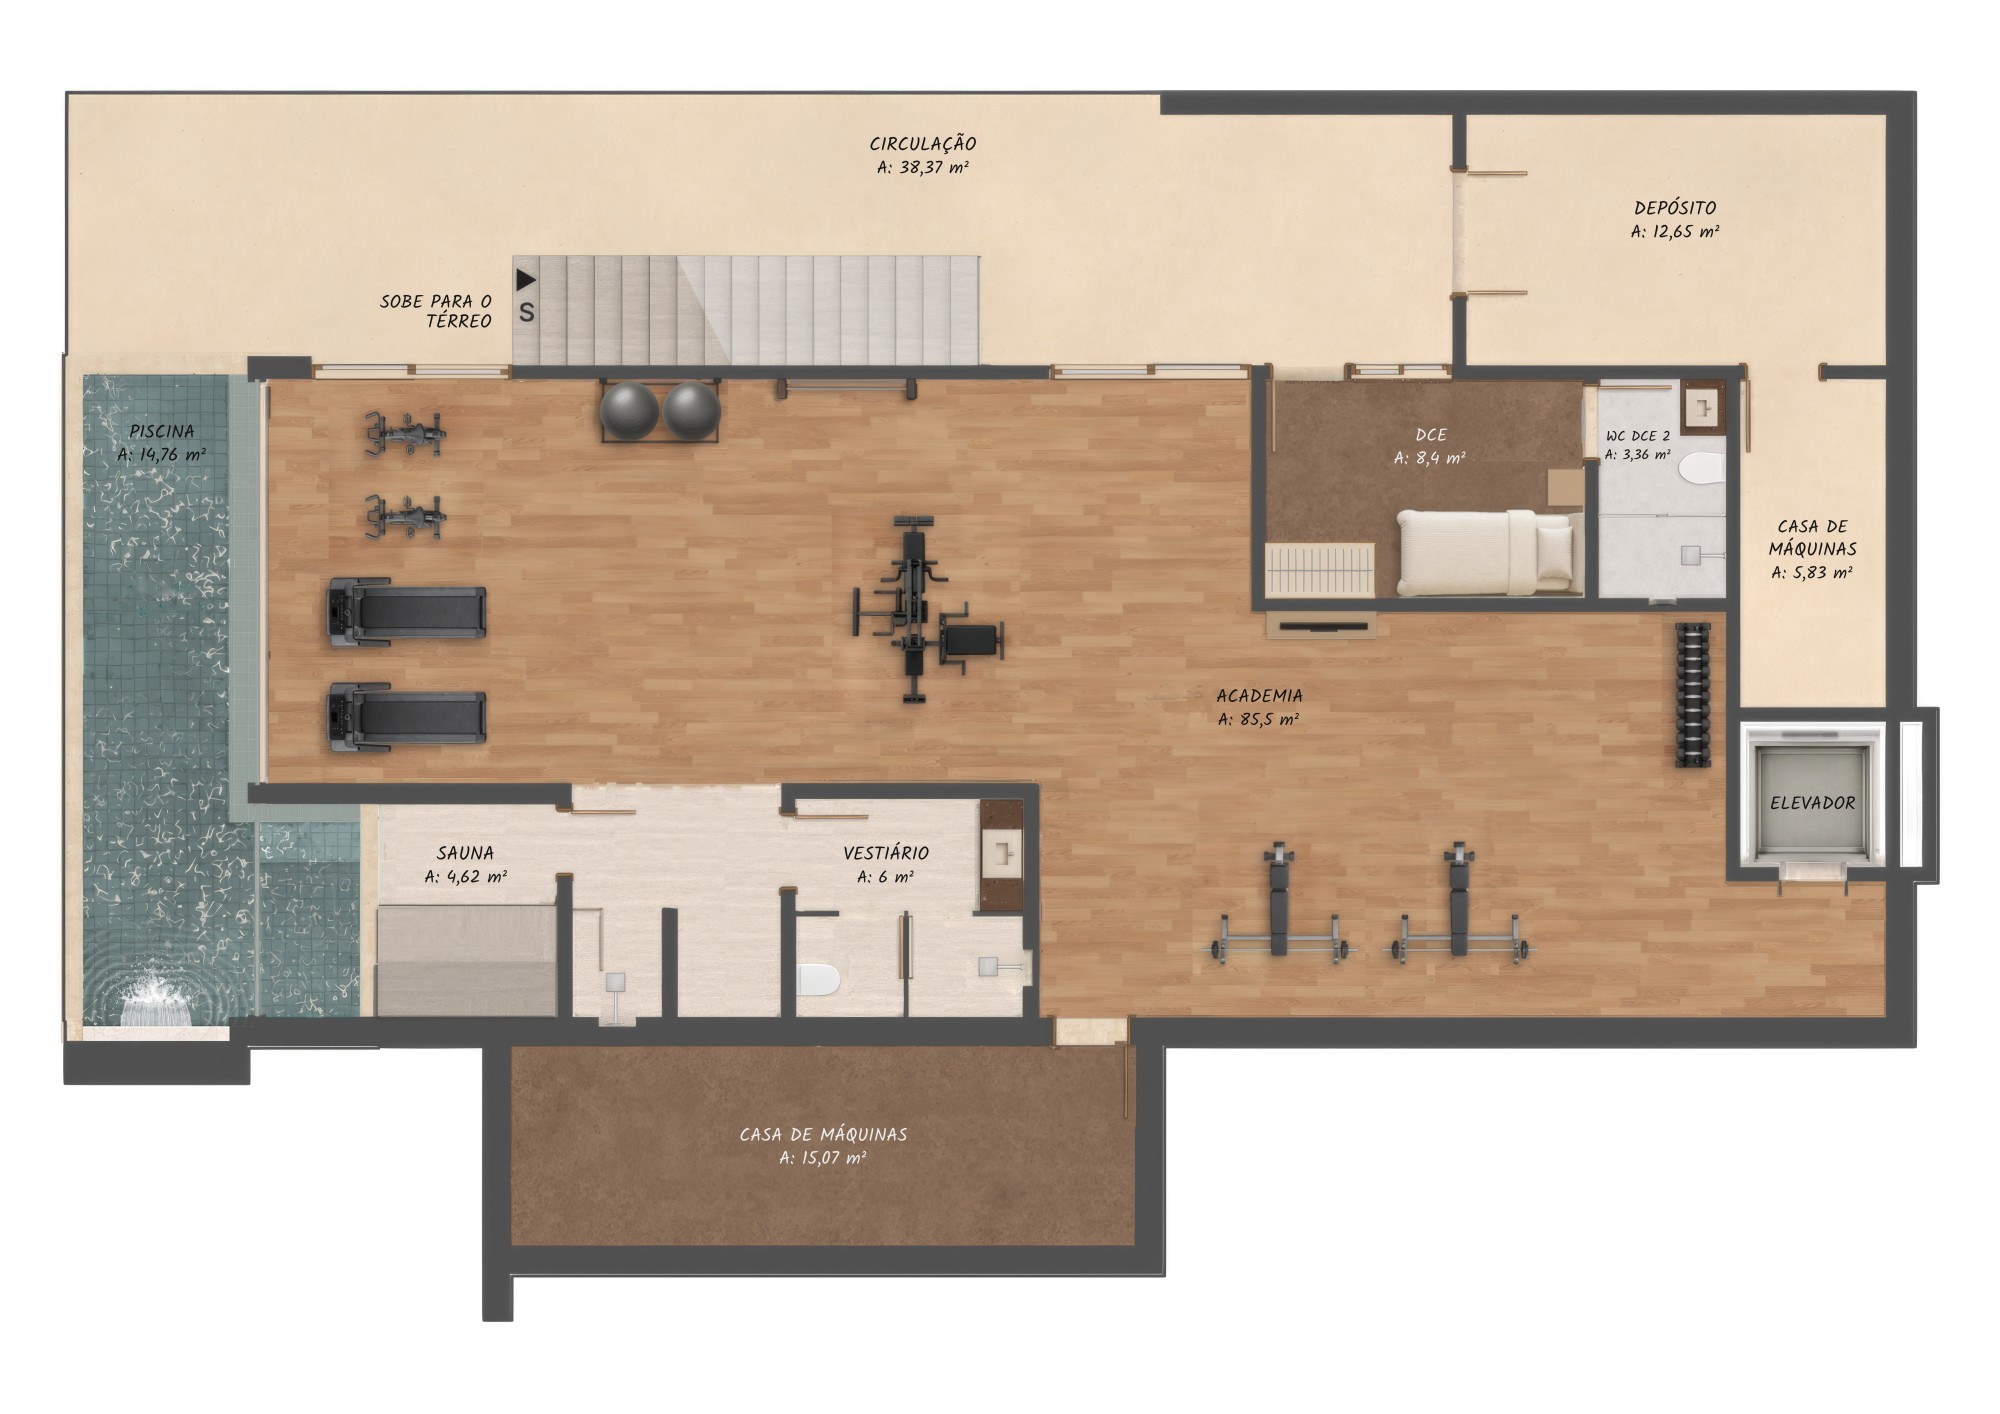 CIRCULAÇÃO
A: 38,37 m²
DEPÓSITO
A: 12,65 m²
SOBE PARA O
TÉRREO
S
PISCINA
A: 14,76 m²
DCE
A: 8,4 m²
WC DCE 2
A: 3,36 m²
CASA DE
MÁQUINAS
A: 5,83 m²
ACADEMIA
A: 85,5 m²
ELEVADOR
SAUNA
A: 4,62 m²
VESTIÁRIO
A: 6 m²
CASA DE MÁQUINAS
A: 15,07 m²